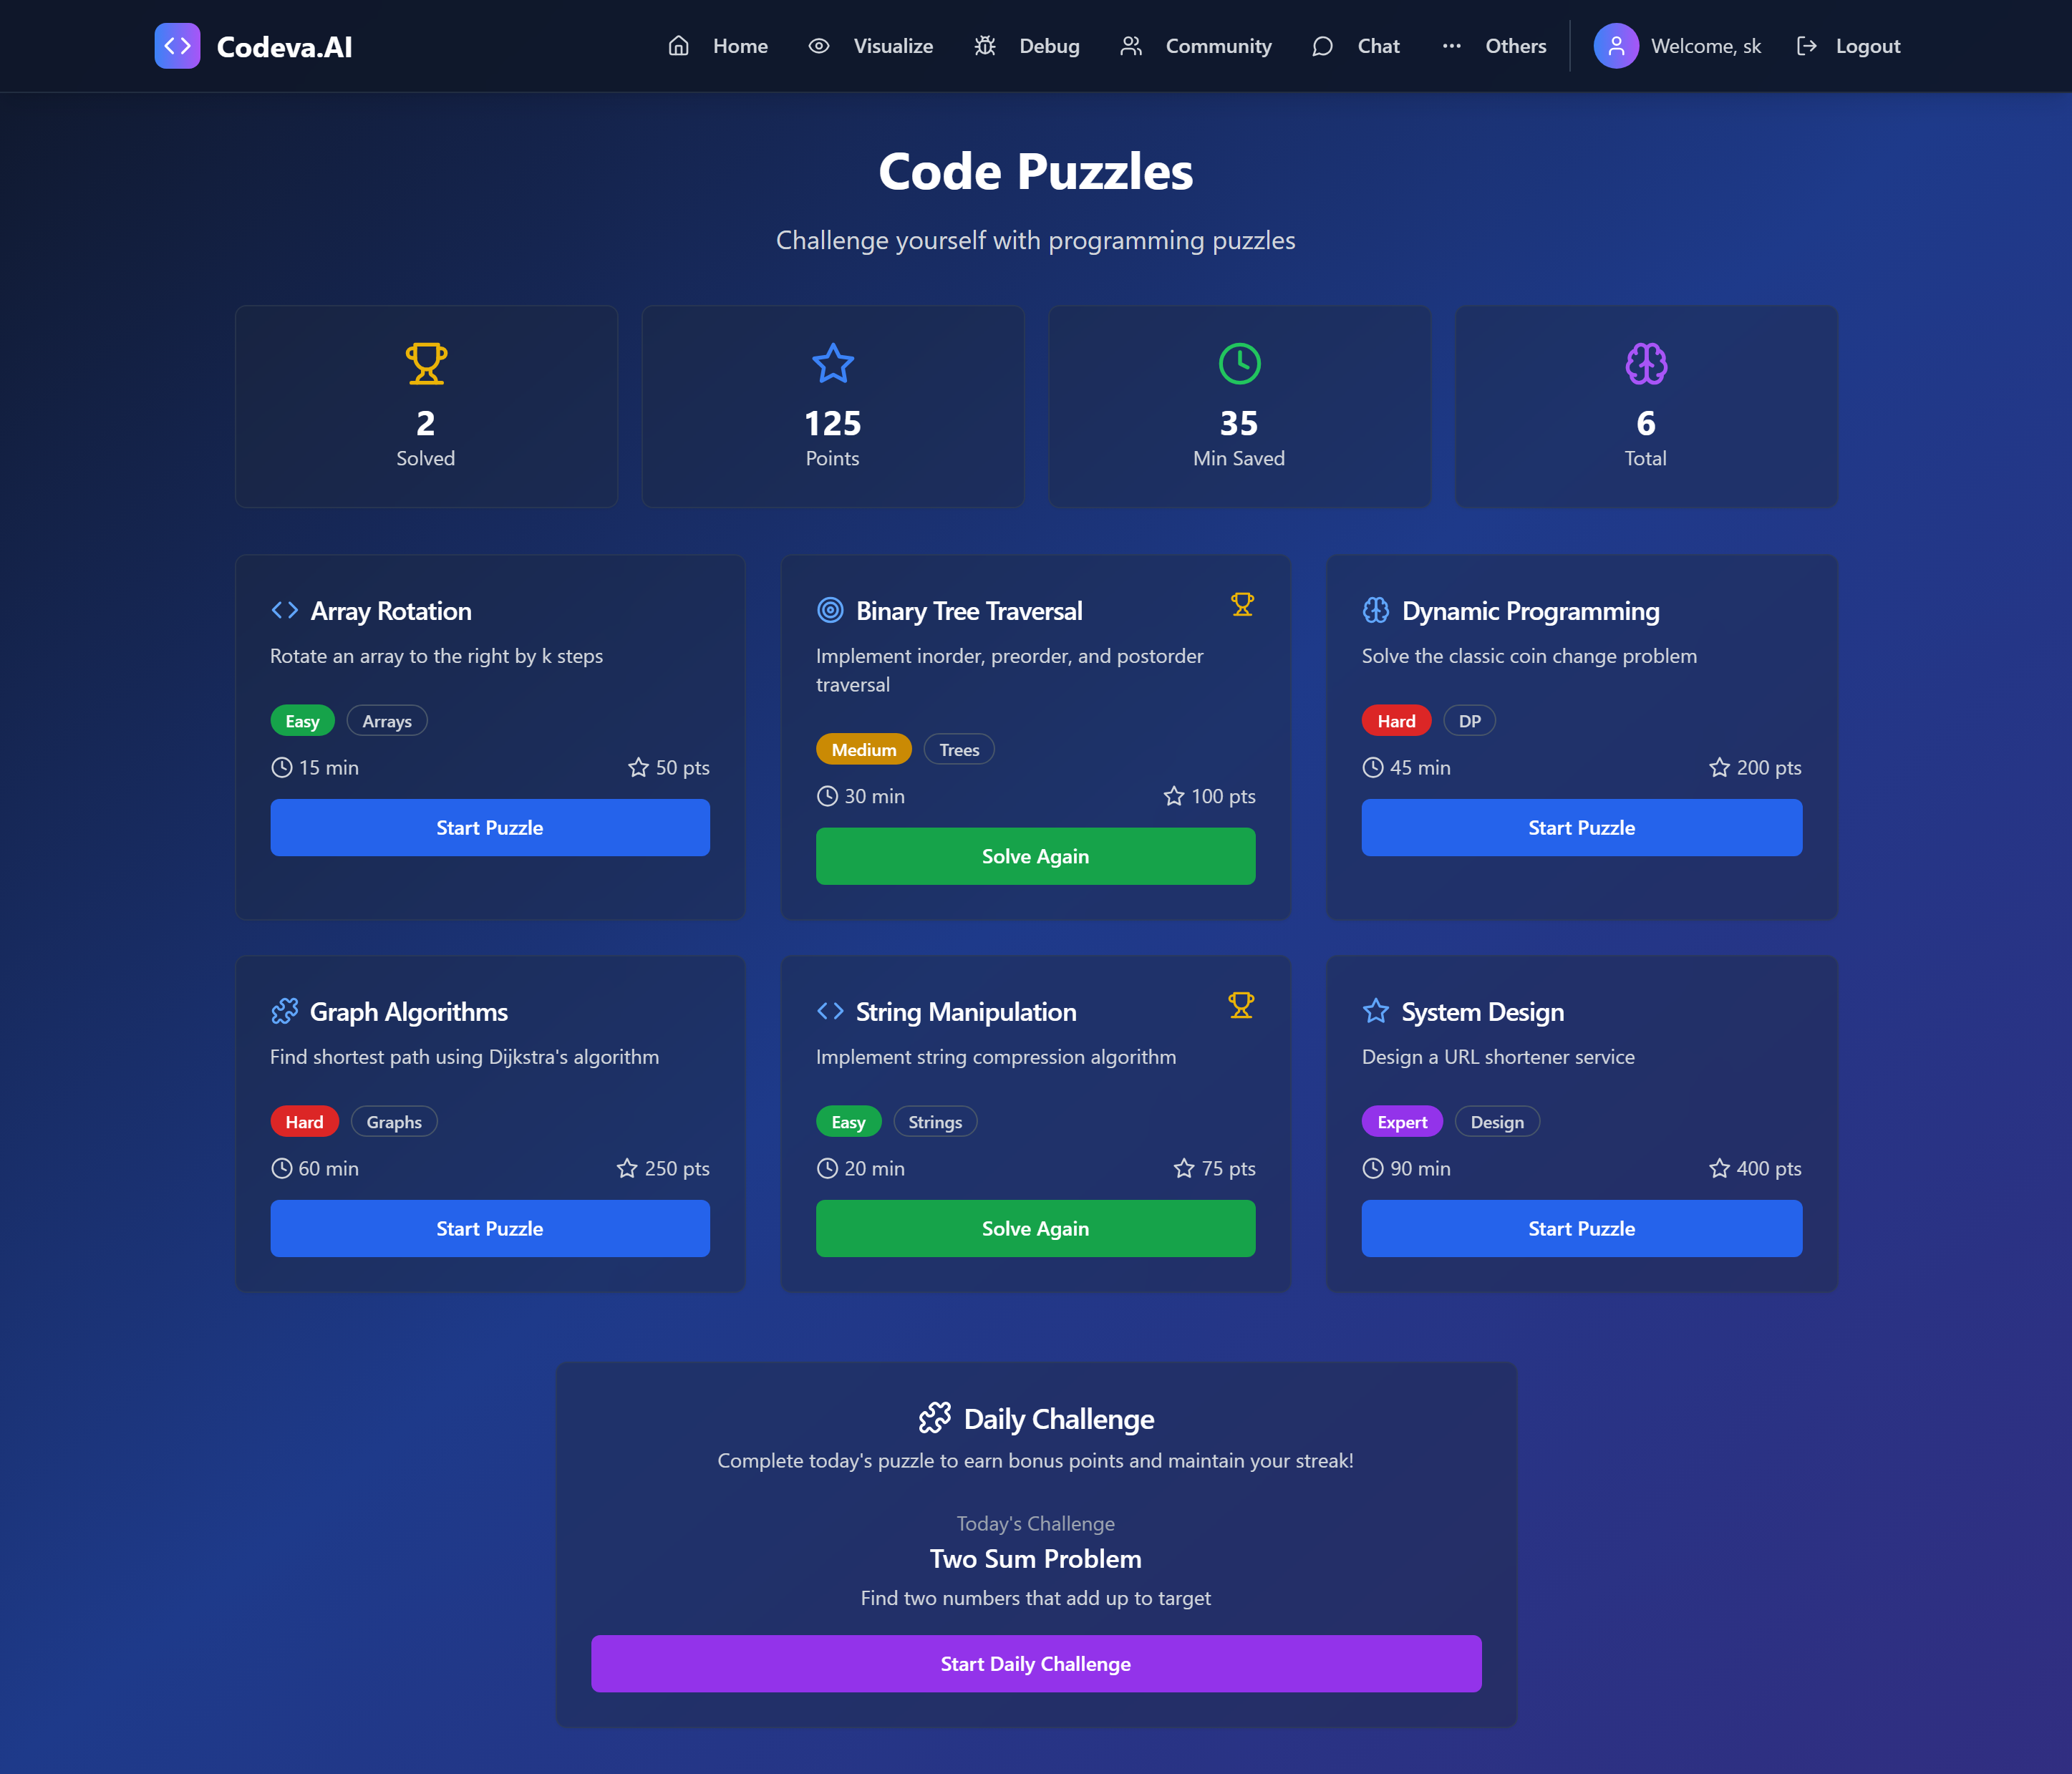 Codeva.AI
Home
Visualize
Debug
Community
Chat
Others
Welcome, sk
Logout
Code Puzzles
Challenge yourself with programming puzzles
2
Solved
125
Points
35
Min Saved
6
Total
Array Rotation
Rotate an array to the right by k steps
Easy
Arrays
15 min
50 pts
Start Puzzle
Binary Tree Traversal
Implement inorder, preorder, and postorder
traversal
Medium
Trees
30 min
100 pts
Solve Again
Dynamic Programming
Solve the classic coin change problem
Hard
DP
45 min
200 pts
Start Puzzle
Graph Algorithms
Find shortest path using Dijkstra's algorithm
Hard
Graphs
60 min
250 pts
Start Puzzle
String Manipulation
Implement string compression algorithm
Easy
Strings
20 min
75 pts
Solve Again
System Design
Design a URL shortener service
Expert
Design
90 min
400 pts
Start Puzzle
Daily Challenge
Complete today's puzzle to earn bonus points and maintain your streak!
Today's Challenge
Two Sum Problem
Find two numbers that add up to target
Start Daily Challenge